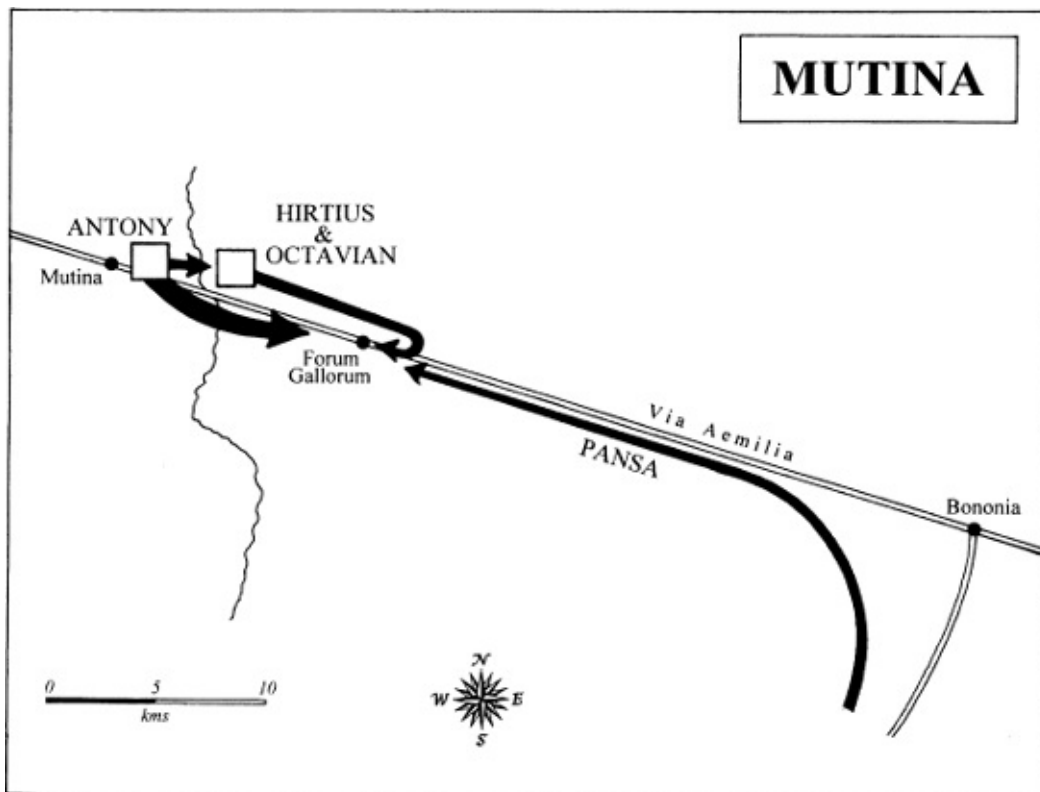 MUTINA
ANTONY
HIRTIUS
&
OCTAVIAN
Mutina
Forum
Gallorum
Via Aemilia
PANSA
Bononia
0 5 10
kms
N
W E
S